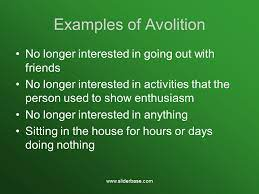 Examples of Avolition
• No longer interested in going out with
friends
• No longer interested in activities that the
person used to show enthusiasm
• No longer interested in anything
• Sitting in the house for hours or days
doing nothing
www.sliderbase.com